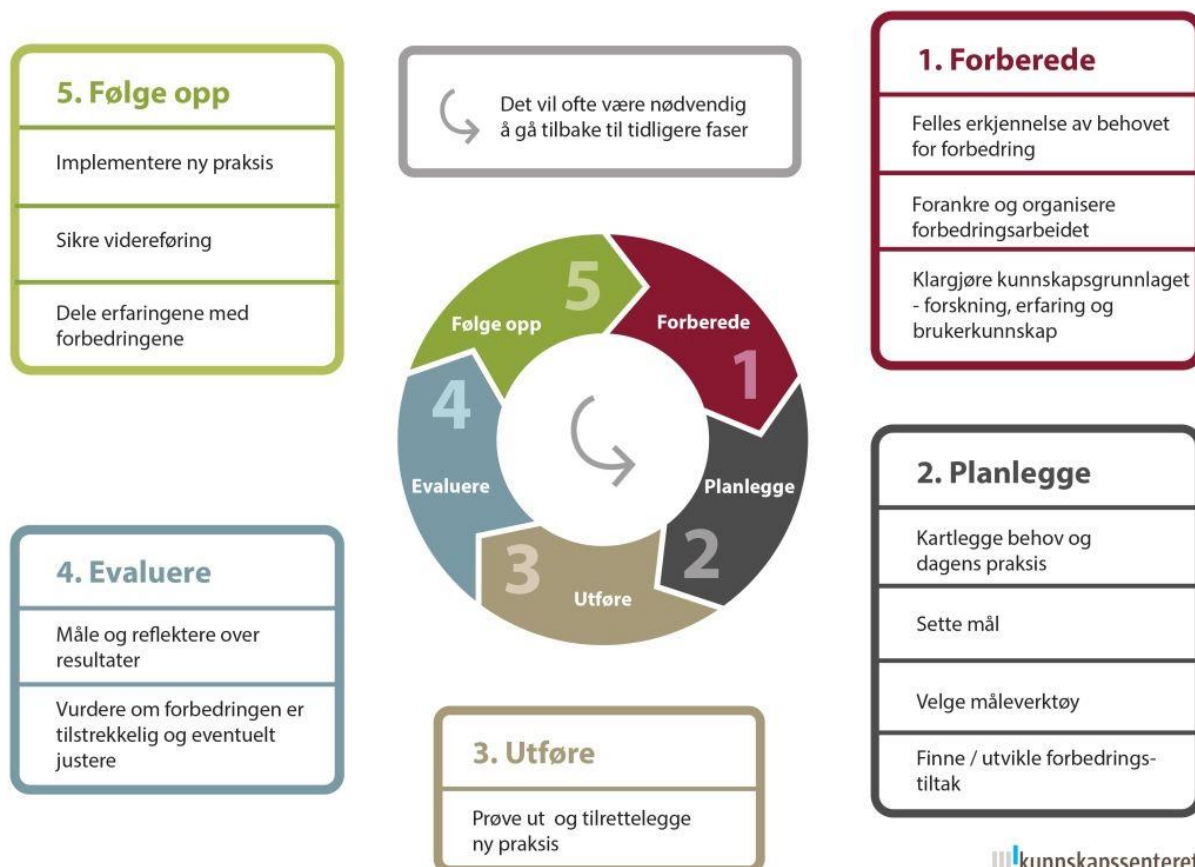 5. Følge opp
Implementere ny praksis
Sikre videreføring
Dele erfaringene med
forbedringene
Det vil ofte være nødvendig
å gå tilbake til tidligere faser
1. Forberede
Felles erkjennelse av behovet
for forbedring
Forankre og organisere
forbedringsarbeidet
Klargjøre kunnskapsgrunnlaget
- forskning, erfaring og
brukerkunnskap
5
Følge opp
Forberede
1
4
Evaluere
Planlegge
2
3
Utføre
2. Planlegge
Kartlegge behov og
dagens praksis
Sette mål
Velge måleverktøy
Finne / utvikle forbedrings-
tiltak
4. Evaluere
Måle og reflektere over
resultater
Vurdere om forbedringen er
tilstrekkelig og eventuelt
justere
3. Utføre
Prøve ut og tilrettelegge
ny praksis
kunnskapssenteret